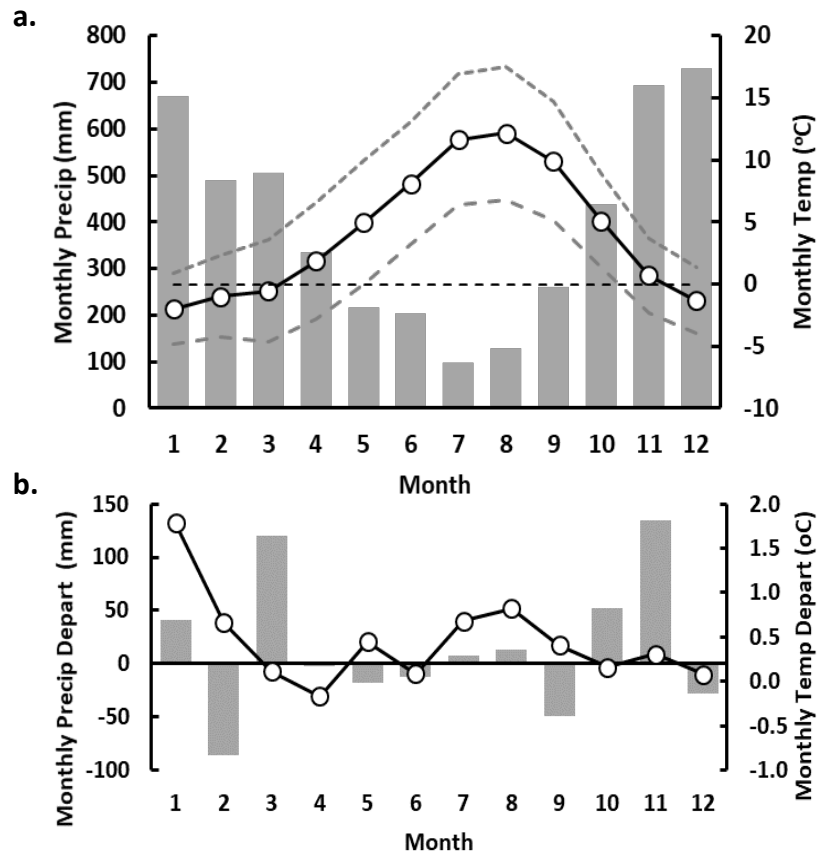 a.
800
700
600
500
400
300
200
100
0
Monthly Precip (mm)
20
15
10
5
0
-5
-10
Monthly Temp (ºC)
1 2 3 4 5 6 7 8 9 10 11 12
Month
b.
150
100
50
0
-50
-100
Monthly Precip Depart (mm)
2.0
1.5
1.0
0.5
0.0
-0.5
-1.0
Monthly Temp Depart (oC)
1 2 3 4 5 6 7 8 9 10 11 12
Month